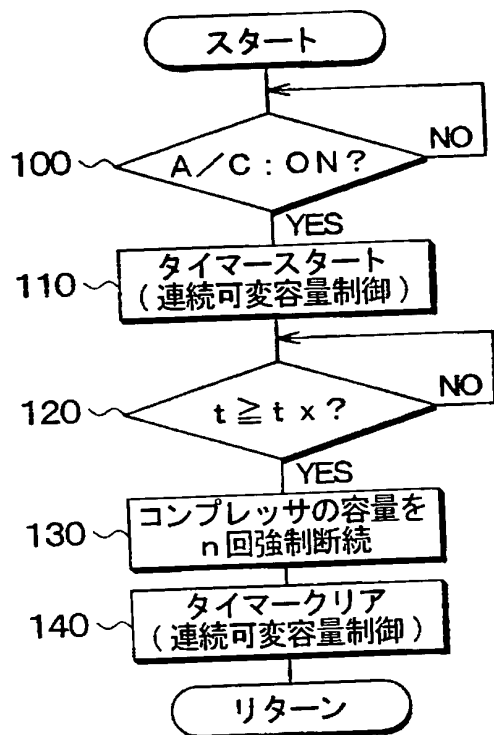 スタート
100
A/C:ON?
NO
YES
110
タイマースタート
(連続可変容量制御)
120
t≧tx?
NO
YES
130
コンプレッサの容量を
n回強制断続
140
タイマークリア
(連続可変容量制御)
リターン